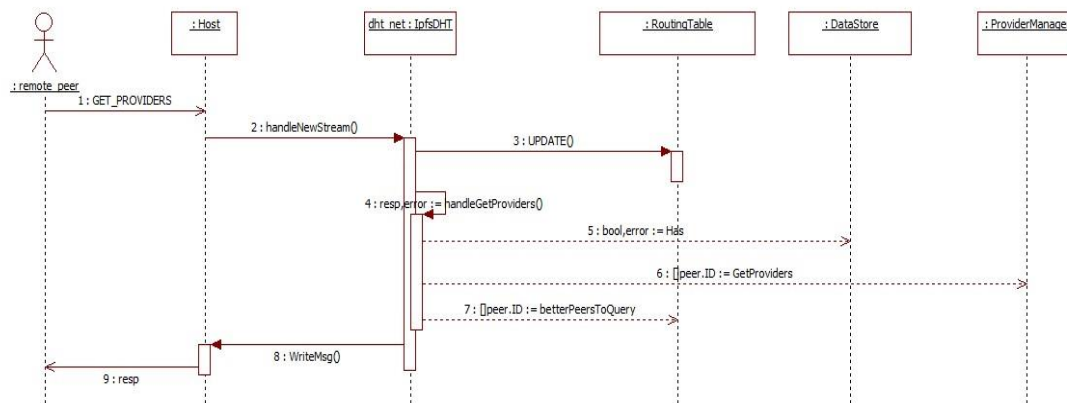 : Host
dht_net : IpfsDHT
: RoutingTable
: DataStore
: ProviderManage
: remote_peer
1 : GET_PROVIDERS
2 : handleNewStream()
3 : UPDATE()
4 : resp,error := handleGetProviders()
5 : bool,error := Has
6 : []peer.ID := GetProviders
7 : []peer.ID := betterPeersToQuery
8 : WriteMsg()
9 : resp